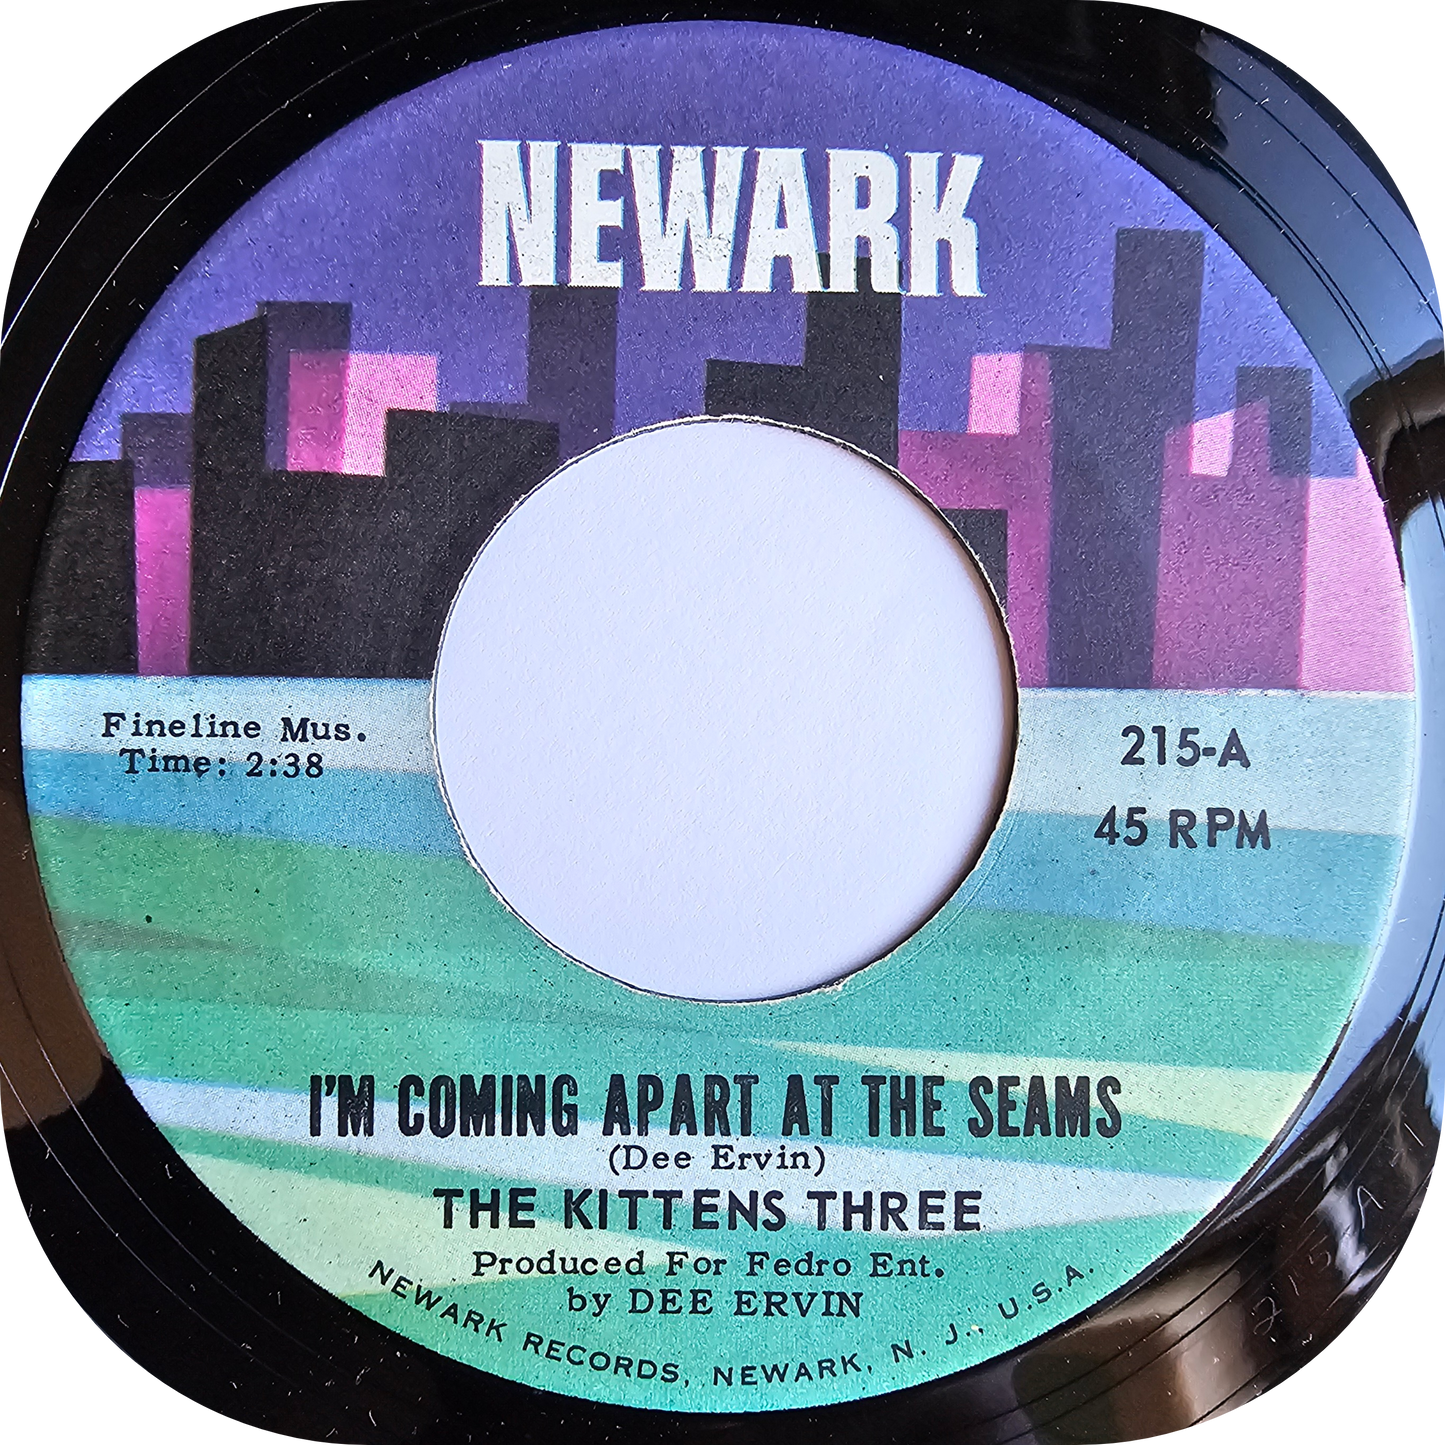 NEWARK
Fineline Mus.
Time: 2:38
215-A
45 RPM
I'M COMING APART AT THE SEAMS
(Dee Ervin)
THE KITTENS THREE
Produced For Fedro Ent.
by DEE ERVIN
NEWARK RECORDS, NEWARK, N. J., U.S.A.
215 A